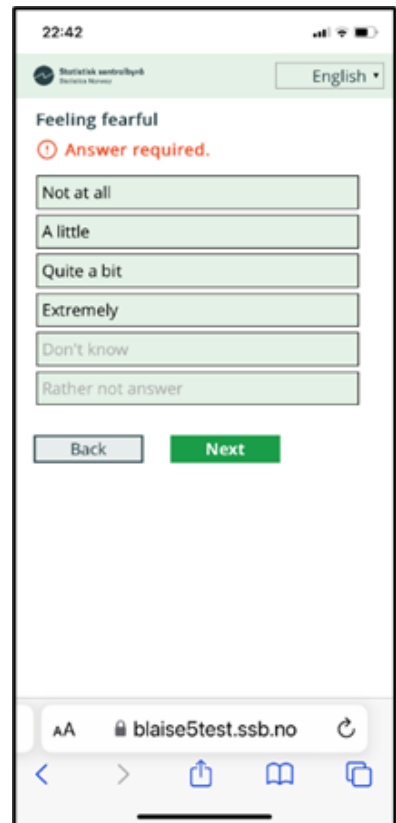 22:42
Statistisk sentralbyrå
Statistics Norway
English
Feeling fearful
Answer required.
Not at all
A little
Quite a bit
Extremely
Don't know
Rather not answer
Back
Next
AA
blaise5test.ssb.no